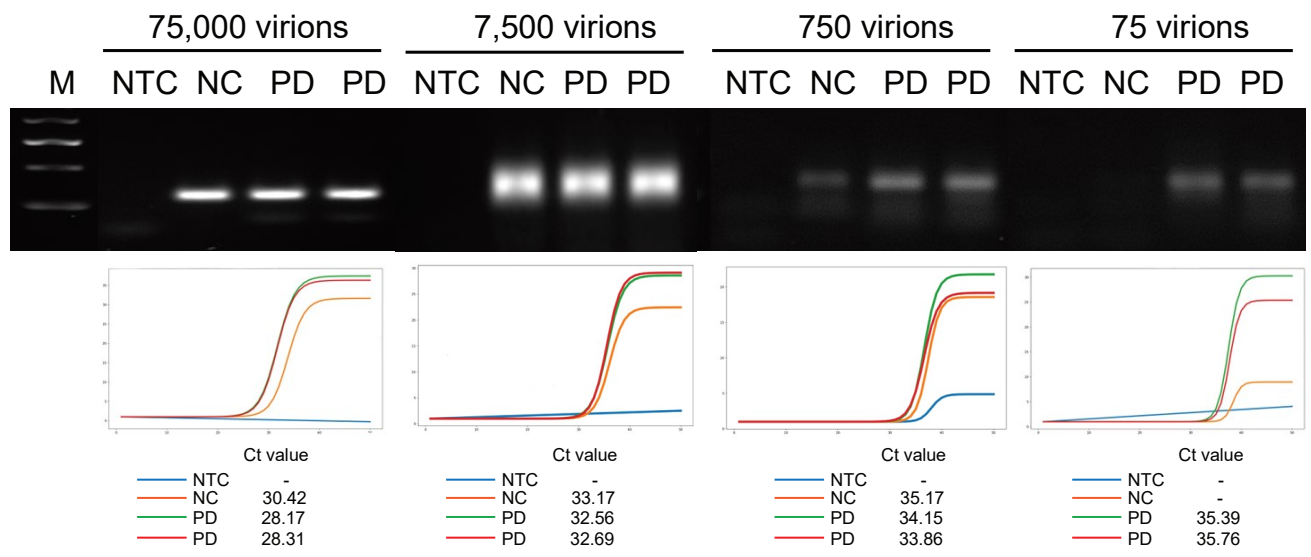 75,000 virions 7,500 virions 750 virions 75 virions
M NTC NC PD PD NTC NC PD PD NTC NC PD PD NTC NC PD PD
Ct value Ct value Ct value Ct value
NTC - NTC - NTC - NTC -
NC 30.42 NC 33.17 NC 35.17 NC -
PD 28.17 PD 32.56 PD 34.15 PD 35.39
PD 28.31 PD 32.69 PD 33.86 PD 35.76